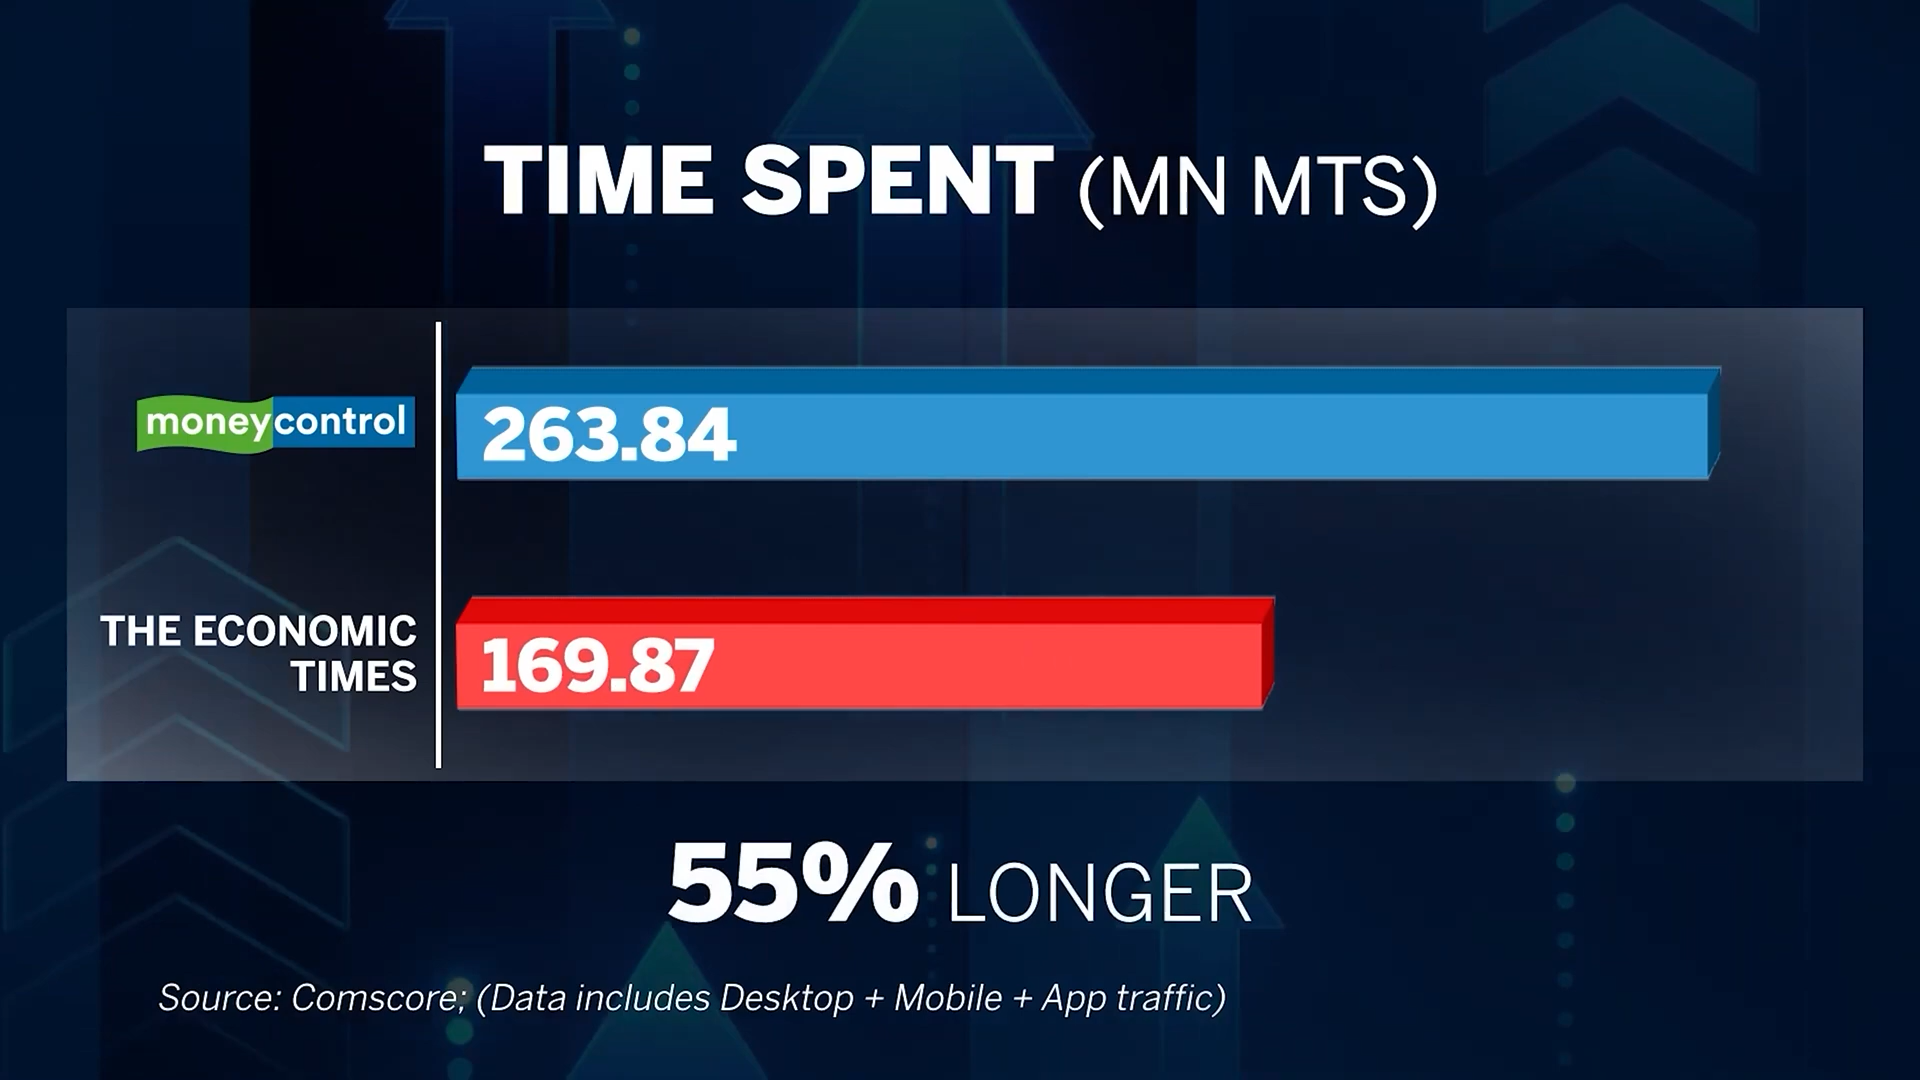 TIME SPENT (MN MTS)
moneycontrol
263.84
THE ECONOMIC
TIMES
169.87
55% LONGER
Source: Comscore; (Data includes Desktop + Mobile + App traffic)